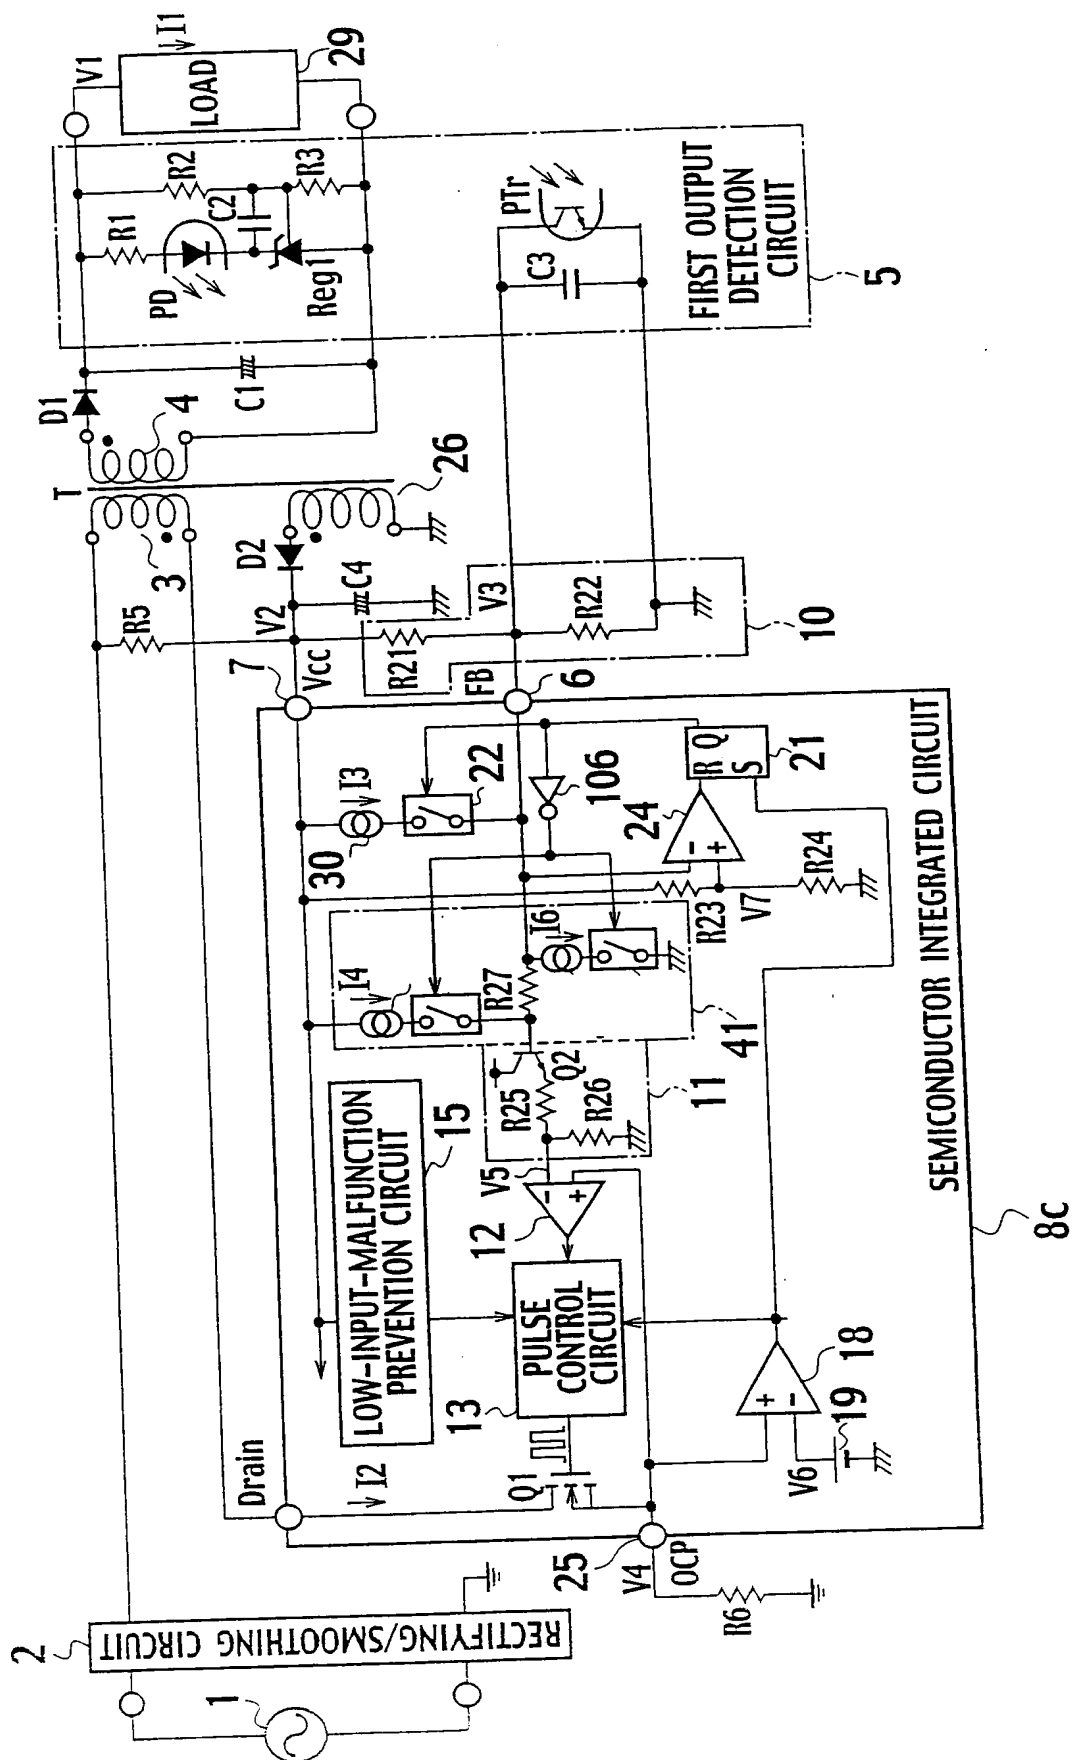 1
2
RECTIFYING/SMOOTHING CIRCUIT
R6
V4
OCP
25
Drain
I2
Q1
LOW-INPUT-MALFUNCTION
PREVENTION CIRCUIT
15
13
PULSE
CONTROL
CIRCUIT
12
-
+
V5
R25
R26
Q2
11
41
I4
R27
I6
V6
19
+
-
18
SEMICONDUCTOR INTEGRATED CIRCUIT
8c
R23
V7
R24
24
-
+
R Q
S
21
106
30
I3
22
7
Vcc
FB
6
R5
V2
R21
C4
V3
R22
10
D2
26
3
T
4
D1
C1
PD
R1
R2
C2
Reg1
R3
C3
PTr
FIRST OUTPUT
DETECTION
CIRCUIT
5
V1
LOAD
I1
29